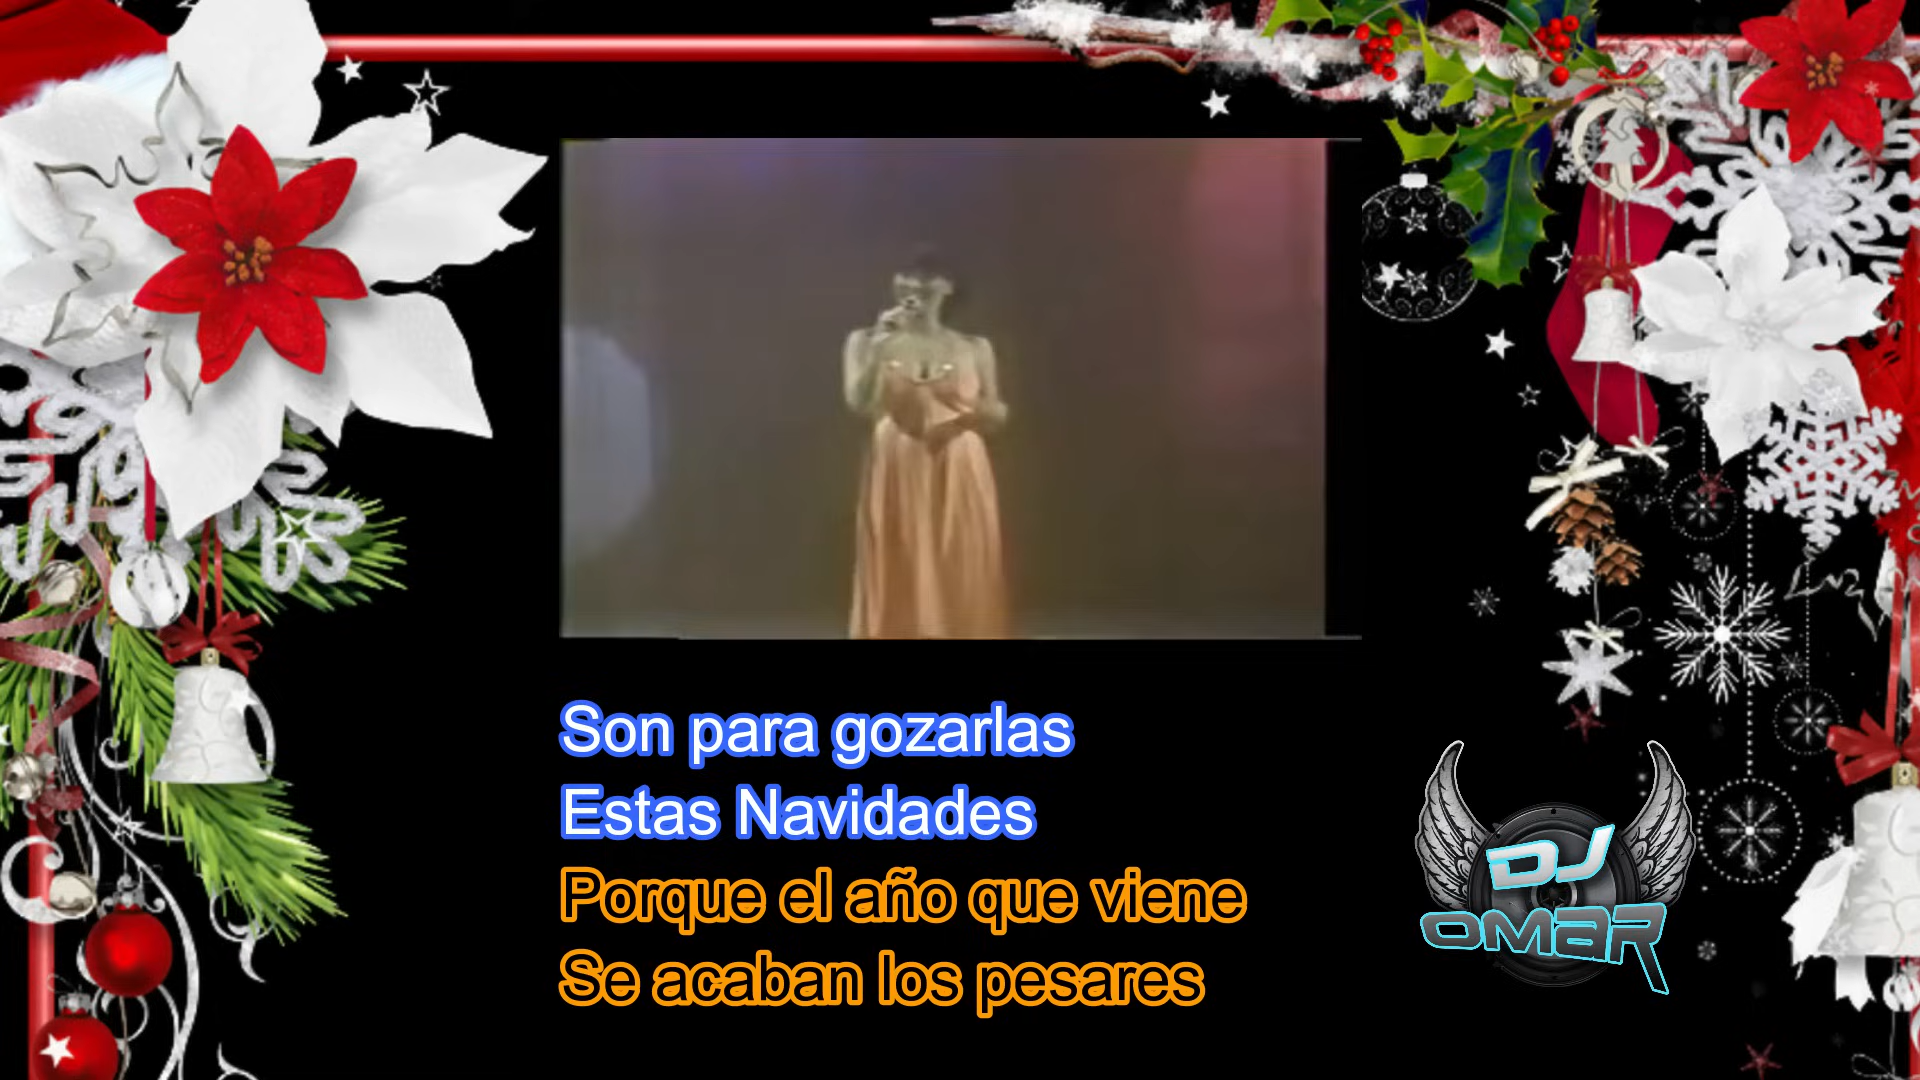 Son para gozarlas
Estas Navidades
Porque el año que viene
Se acaban los pesares
DJ
OMAR